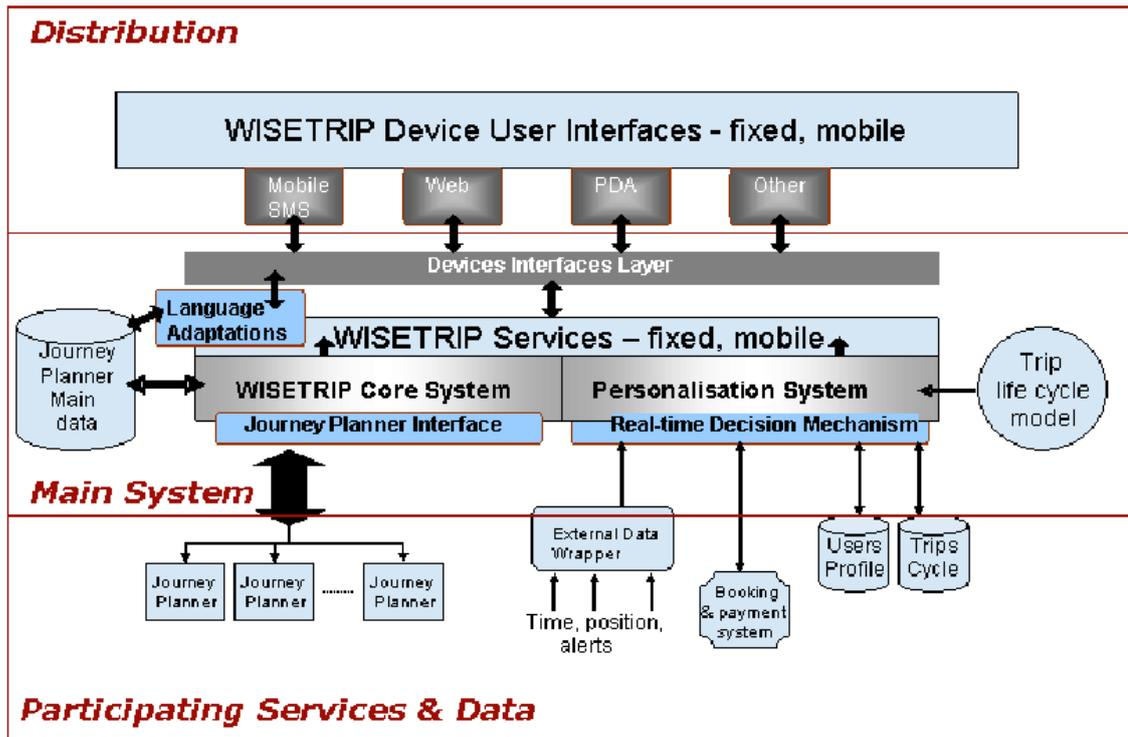 Distribution
WISETRIP Device User Interfaces - fixed, mobile
Mobile
SMS
Web
PDA
Other
Devices Interfaces Layer
Language
Adaptations
WISETRIP Services – fixed, mobile
Journey
Planner
Main
data
WISETRIP Core System
Personalisation System
Trip
life cycle
model
Journey Planner Interface
Real-time Decision Mechanism
Main System
External Data
Wrapper
Users
Profile
Trips
Cycle
Journey
Planner
Journey
Planner
........
Journey
Planner
Booking
& payment
system
Time, position,
alerts
Participating Services & Data